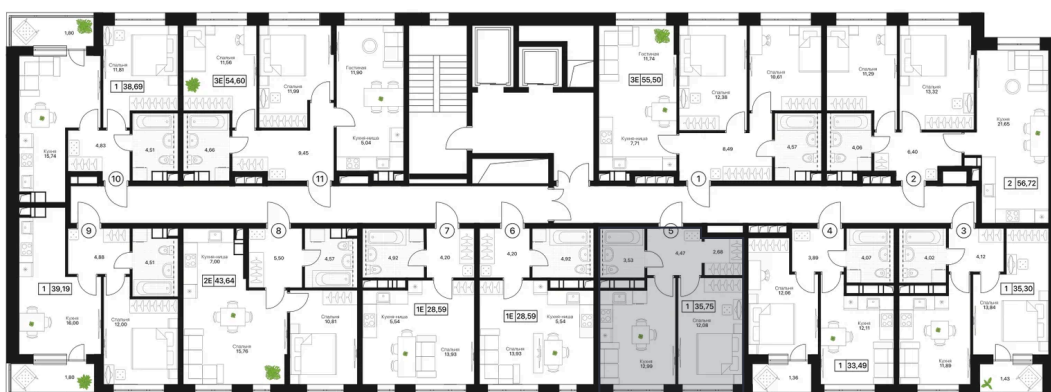 1,90
Спальня
11,81
1 38,69
Кухня
15,74
4,83
4,51
10
Спальня
11,56
3Е 54,60
Спальня
11,99
4,66
9,45
Гостиная
11,90
Кухня-ниша
5,04
11
Гостиная
11,74
3Е 55,50
Кухня-ниша
7,71
Спальня
12,38
Спальня
10,61
8,49
4,57
1
Спальня
11,29
Спальня
13,32
4,06
6,40
2
Кухня
21,65
2 56,72
9
4,88
4,51
1 39,19
Кухня
16,06
Спальня
12,00
1,80
Кухня-ниша
7,00
2Е 43,64
8
5,50
4,57
Спальня
15,76
Спальня
10,81
4,92
7
4,20
Кухня-ниша
5,54
1Е 28,59
Спальня
13,93
6
4,20
4,92
1Е 28,59
Кухня-ниша
5,54
Спальня
13,93
5
3,53
4,47
2,68
1 35,75
Кухня
12,99
Спальня
12,08
4
3,99
4,07
Спальня
12,06
Кухня
12,11
1 33,49
1,36
3
4,02
4,12
1 35,30
Спальня
13,84
Кухня
11,89
1,43